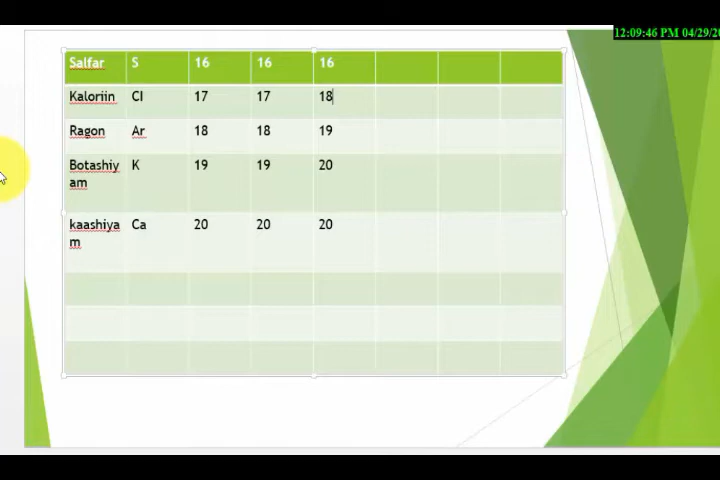 12:09:46 PM 04/29/20
Salfar S 16 16 16
Kaloriin Cl 17 17 18
Ragon Ar 18 18 19
Botashiy K 19 19 20
am
kaashiya Ca 20 20 20
m